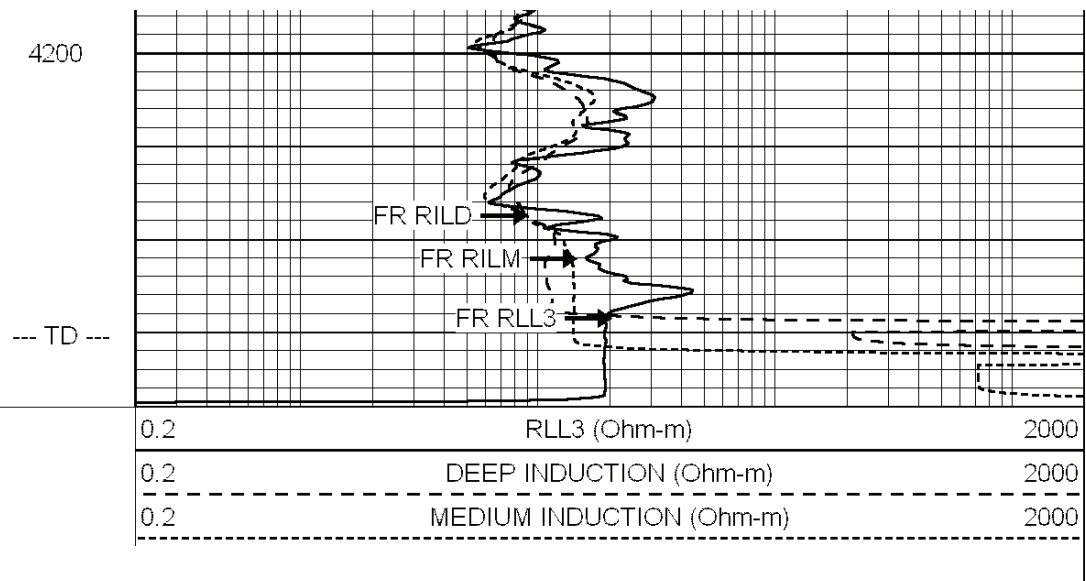 4200
FR RILD
FR RILM
FR RLL3
--- TD ---
0.2 RLL3 (Ohm-m) 2000
0.2 DEEP INDUCTION (Ohm-m) 2000
0.2 MEDIUM INDUCTION (Ohm-m) 2000